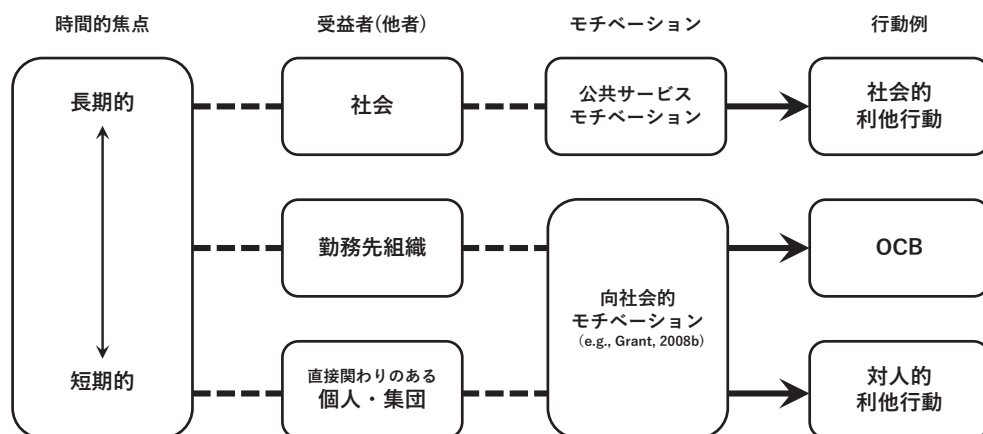 時間的焦点
受益者(他者)
モチベーション
行動例
長期的
社会
公共サービス
モチベーション
社会的
利他行動
勤務先組織
OCB
向社会的
モチベーション
(e.g., Grant, 2008b)
短期的
直接関わりのある
個人・集団
対人的
利他行動